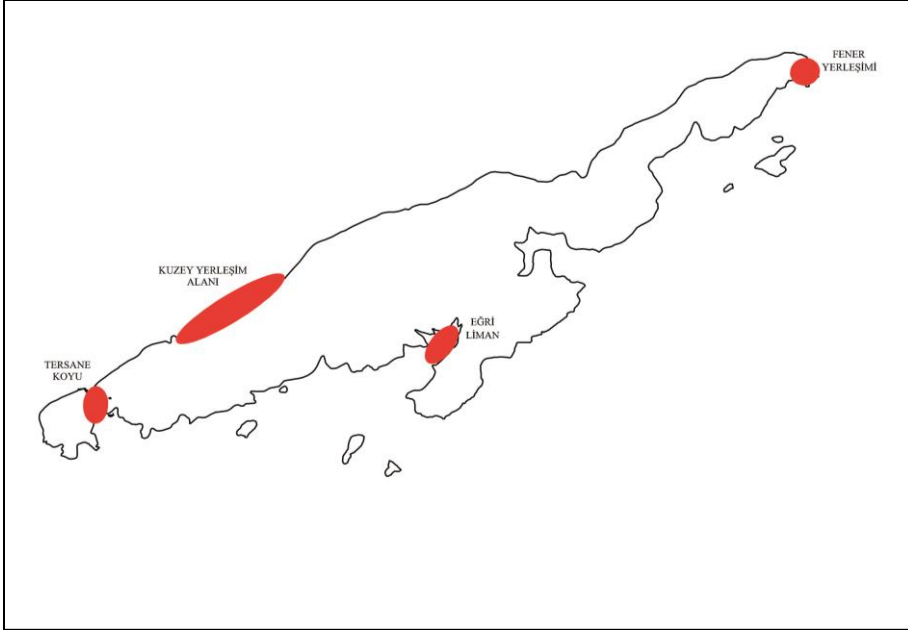 FENER
YERLEŞİMİ
KUZEY YERLEŞİM
ALANI
EĞRİ
LİMAN
TERSANE
KOYU